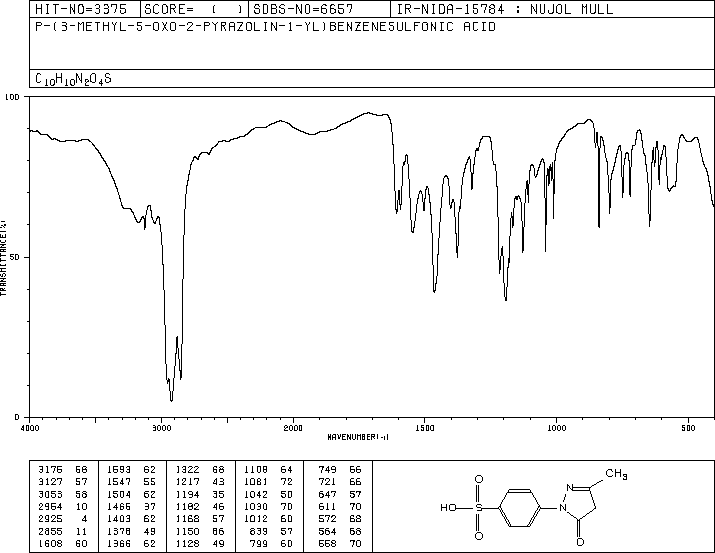 HIT-NO=3375 SCORE= ( ) SDBS-NO=6657 IR-NIDA-15784 : NUJOL MULL
P-(3-METHYL-5-OXO-2-PYRAZOLIN-1-YL)BENZENESULFONIC ACID
C10H10N2O4S
100
50
0
TRANSMITTANCE(%)
4000 3000 2000 1500 1000 500
WAVENUMBER(-1)
3175 58 1593 62 1322 68 1108 64 749 66
3127 57 1547 55 1217 43 1081 72 721 66
3053 58 1504 62 1194 35 1042 50 647 57
2954 10 1465 37 1182 46 1030 70 611 70
2925 4 1403 62 1168 57 1012 60 572 68
2855 11 1378 49 1150 66 839 57 564 68
1608 60 1366 62 1128 49 799 60 558 70
CH3
O
N
HO-S
N
O
O